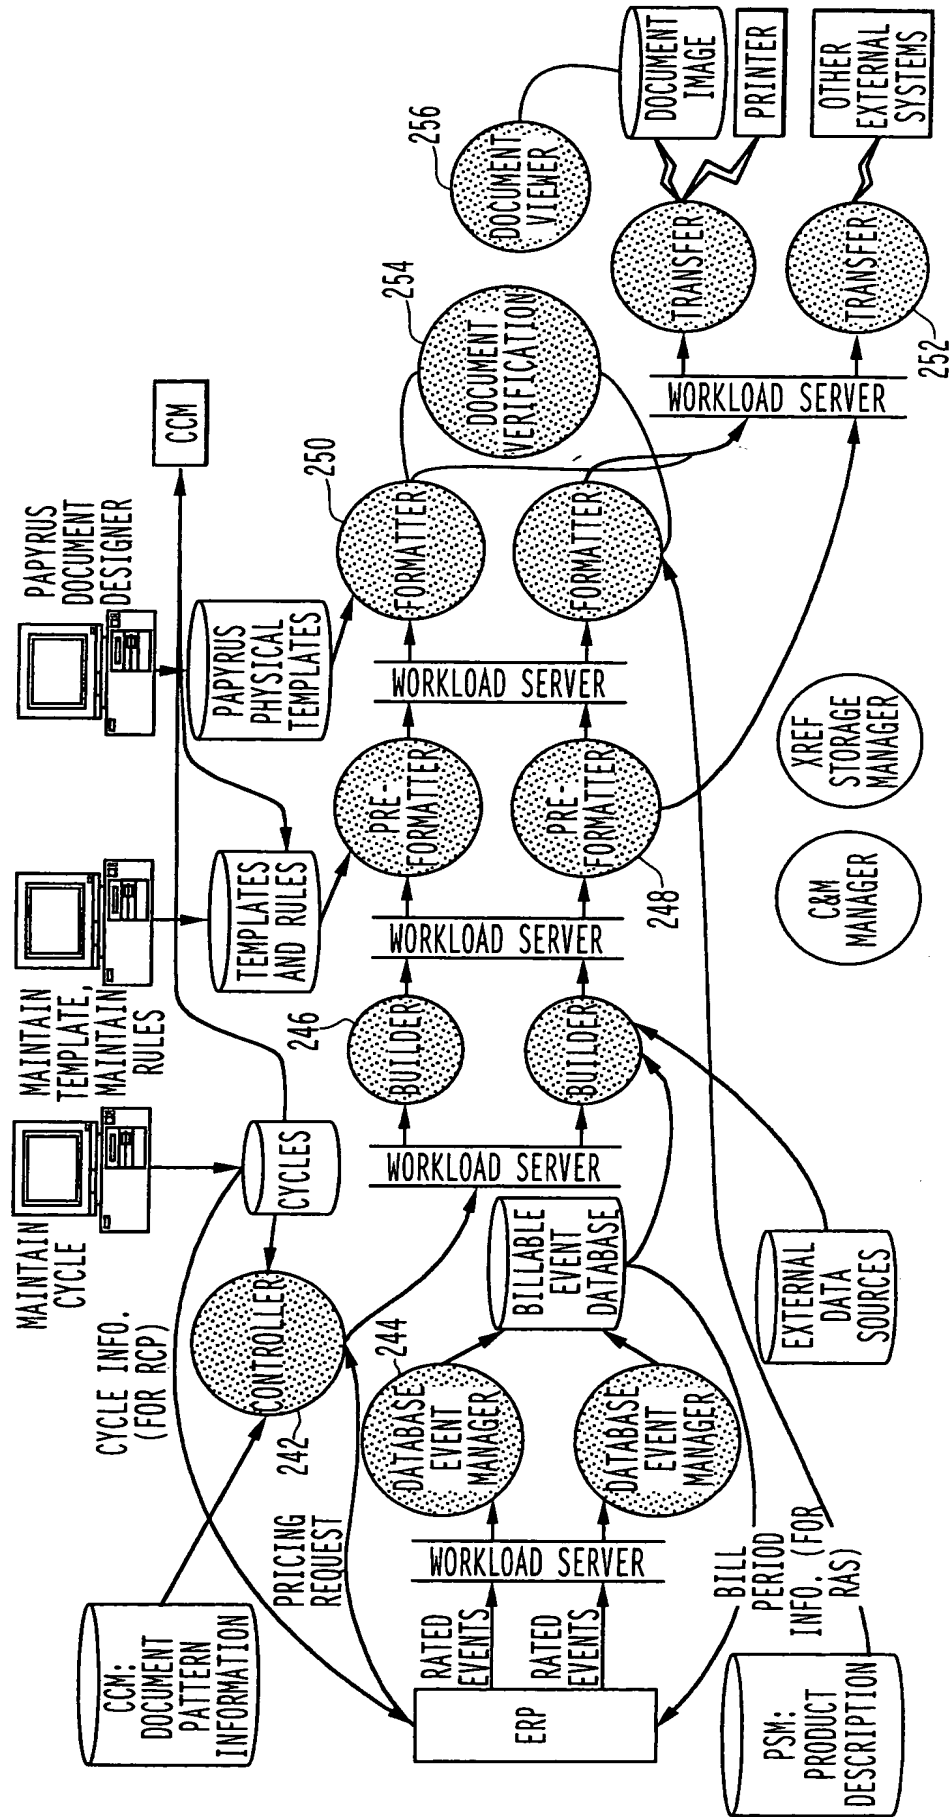 MAINTAIN
CYCLE
MAINTAIN
TEMPLATE,
MAINTAIN
RULES
PAPYRUS
DOCUMENT
DESIGNER
CCM
CYCLE INFO.
(FOR RCP)
CYCLES
TEMPLATES
AND RULES
PAPYRUS
PHYSICAL
TEMPLATES
CCM:
DOCUMENT
PATTERN
INFORMATION
CONTROLLER
242
PRICING
REQUEST
ERP
RATED
EVENTS
RATED
EVENTS
WORKLOAD SERVER
DATABASE
EVENT
MANAGER
244
DATABASE
EVENT
MANAGER
BILLABLE
EVENT
DATABASE
WORKLOAD SERVER
BUILDER
246
BUILDER
WORKLOAD SERVER
PRE-
FORMATTER
PRE-
FORMATTER
248
WORKLOAD SERVER
FORMATTER
250
FORMATTER
DOCUMENT
VERIFICATION
254
DOCUMENT
VIEWER
256
WORKLOAD SERVER
TRANSFER
TRANSFER
252
DOCUMENT
IMAGE
PRINTER
OTHER
EXTERNAL
SYSTEMS
BILL
PERIOD
INFO. (FOR
RAS)
PSM:
PRODUCT
DESCRIPTION
EXTERNAL
DATA
SOURCES
C&M
MANAGER
XREF
STORAGE
MANAGER